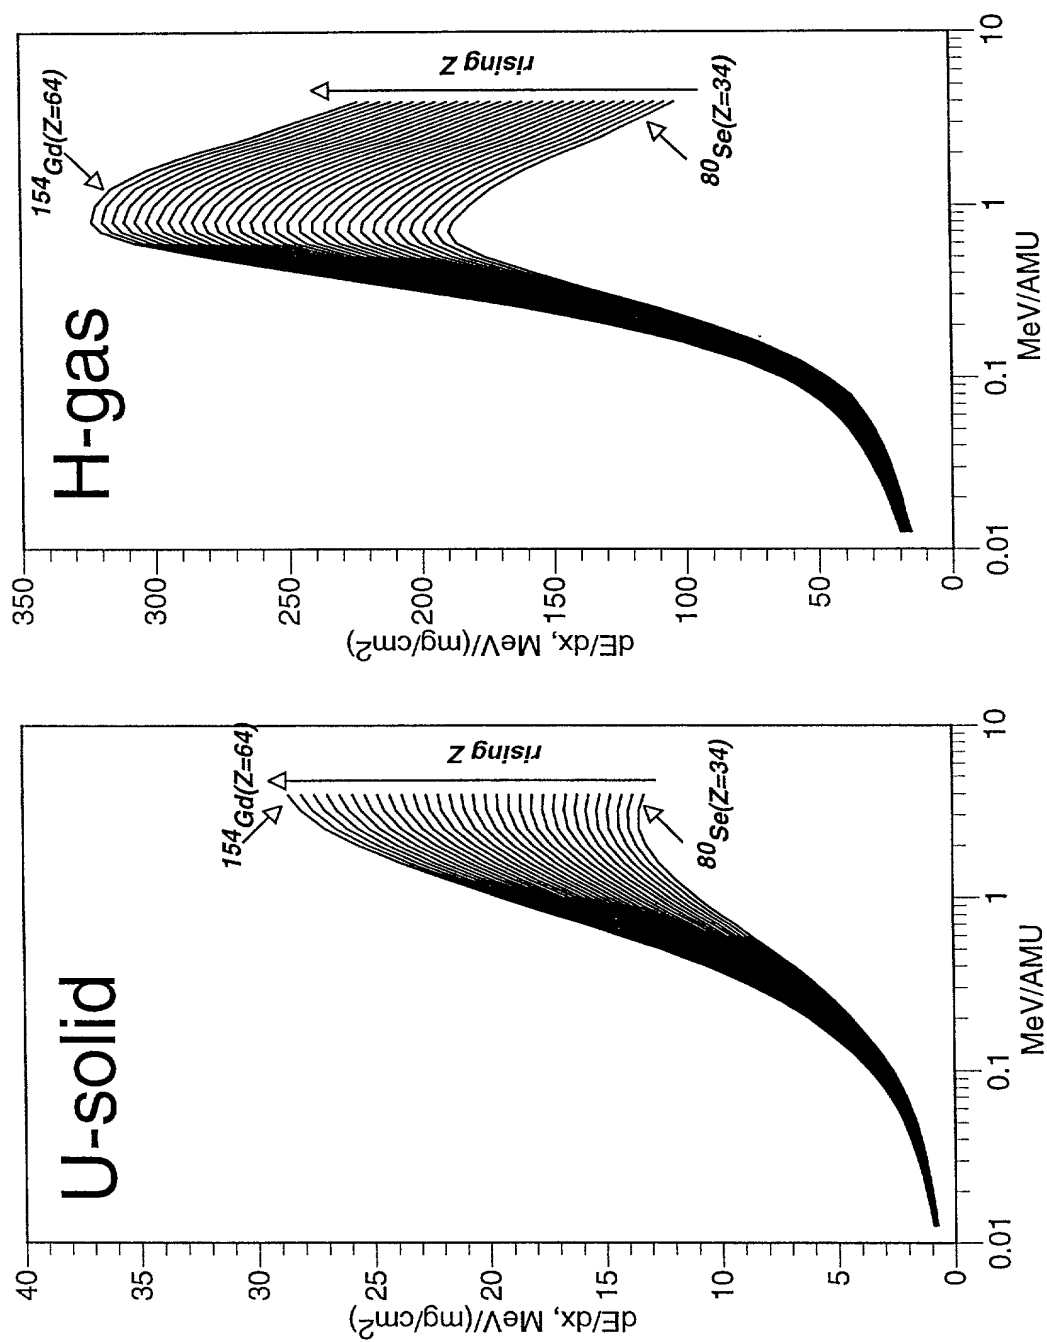 U-solid
dE/dx, MeV/(mg/cm²)
40
35
30
25
20
15
10
5
0
0.01
0.1
1
10
MeV/AMU
¹⁵⁴Gd(Z=64)
rising Z
⁸⁰Se(Z=34)
H-gas
dE/dx, MeV/(mg/cm²)
350
300
250
200
150
100
50
0
0.01
0.1
1
10
MeV/AMU
¹⁵⁴Gd(Z=64)
rising Z
⁸⁰Se(Z=34)